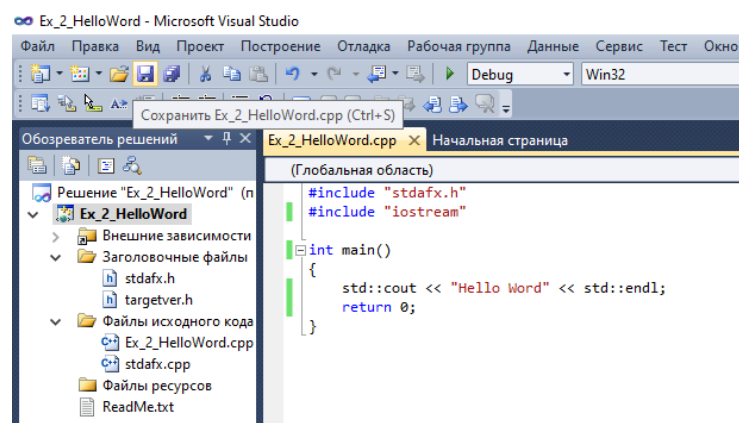 Ex_2_HelloWord - Microsoft Visual Studio
Файл Правка Вид Проект Построение Отладка Рабочая группа Данные Сервис Тест Окно
Debug Win32
Сохранить Ex_2_HelloWord.cpp (Ctrl+S)
Обозреватель решений
Ex_2_HelloWord.cpp Начальная страница
(Глобальная область)
Решение "Ex_2_HelloWord" (п
Ex_2_HelloWord
Внешние зависимости
Заголовочные файлы
stdafx.h
targetver.h
Файлы исходного кода
Ex_2_HelloWord.cpp
stdafx.cpp
Файлы ресурсов
ReadMe.txt
#include "stdafx.h"
#include "iostream"
int main()
{
std::cout << "Hello Word" << std::endl;
return 0;
}